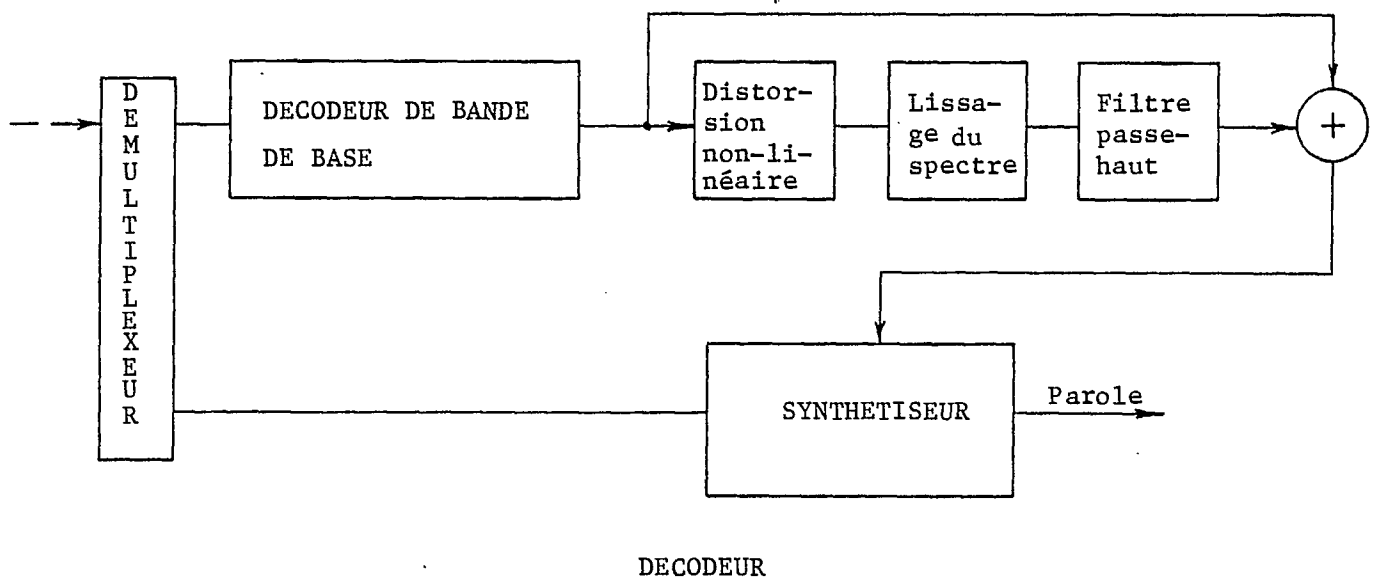 DEMULTIPLEXEUR
DECODEUR DE BANDE
DE BASE
Distor-
sion
non-li-
néaire
Lissa-
ge du
spectre
Filtre
passe-
haut
+
SYNTHETISEUR
Parole
DECODEUR